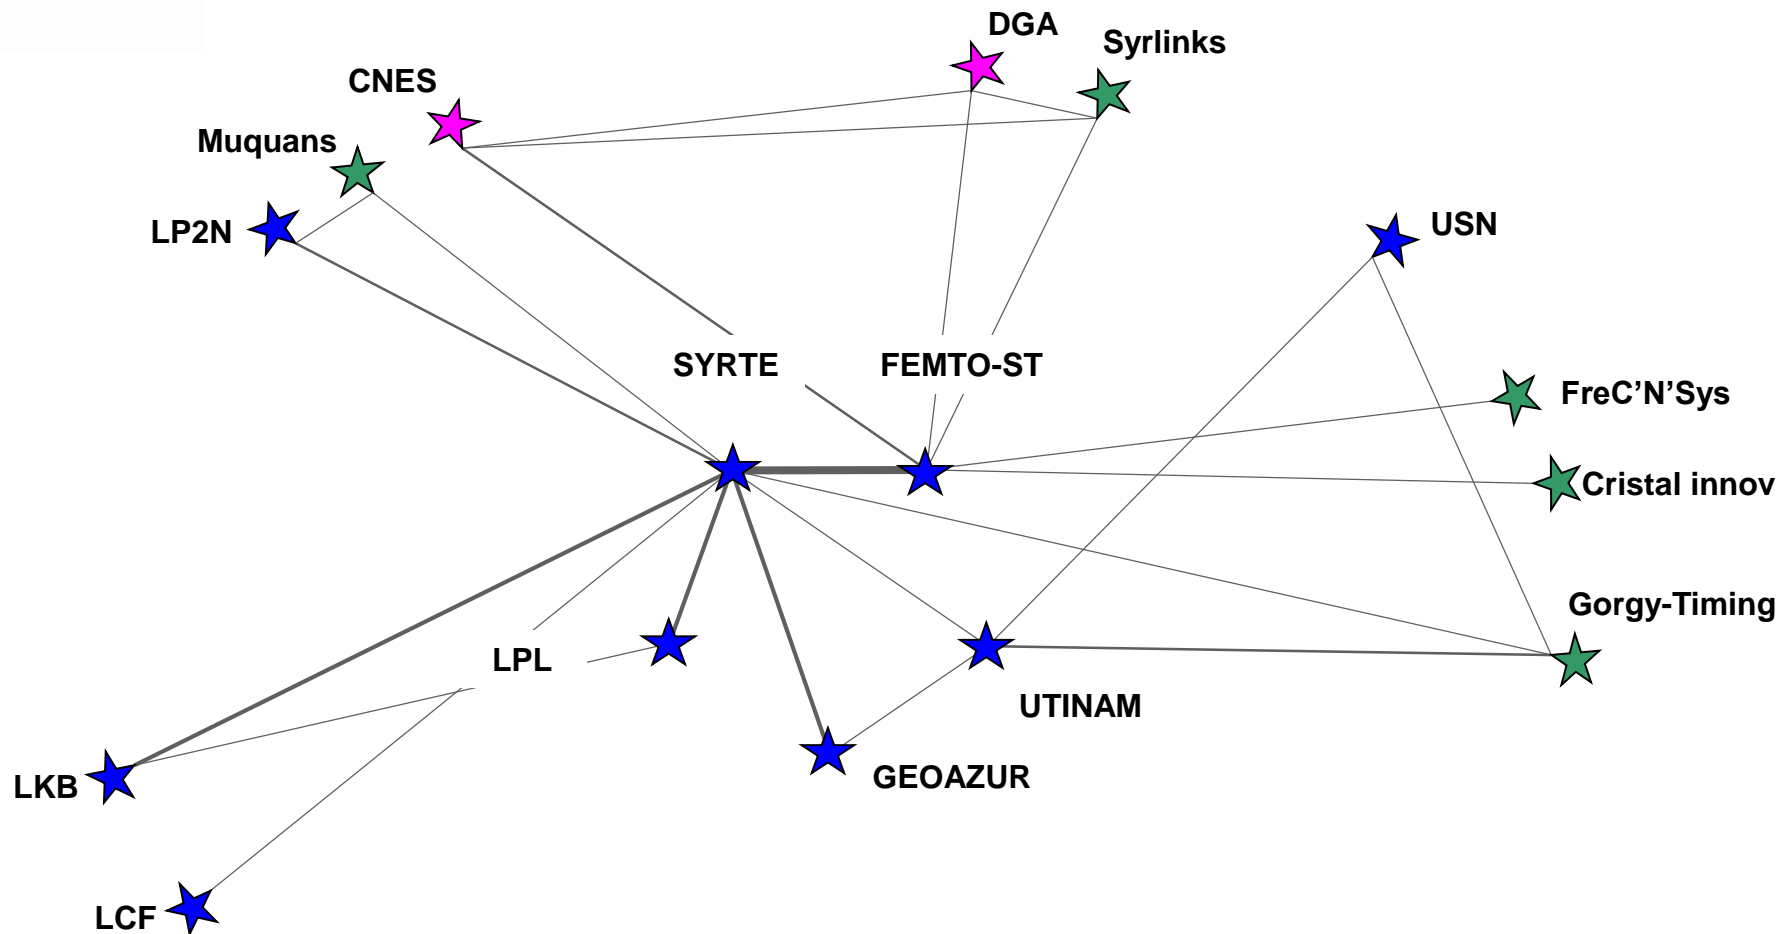 DGA
Syrlinks
CNES
Muquans
LP2N
USN
SYRTE
FEMTO-ST
FreC’N’Sys
Cristal innov
Gorgy-Timing
LPL
UTINAM
GEOAZUR
LKB
LCF